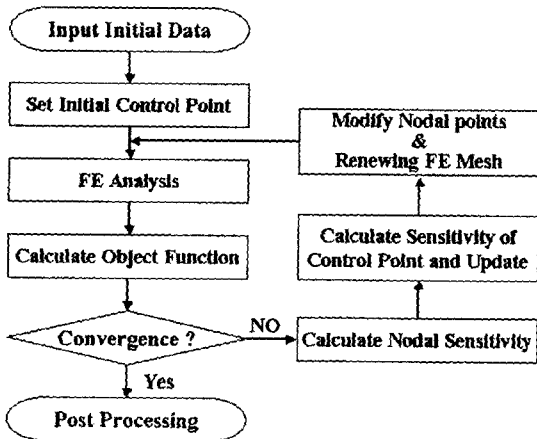 Input Initial Data
Set Initial Control Point
FE Analysis
Calculate Object Function
Convergence ?
NO
Yes
Post Processing
Modify Nodal points
&
Renewing FE Mesh
Calculate Sensitivity of
Control Point and Update
Calculate Nodal Sensitivity